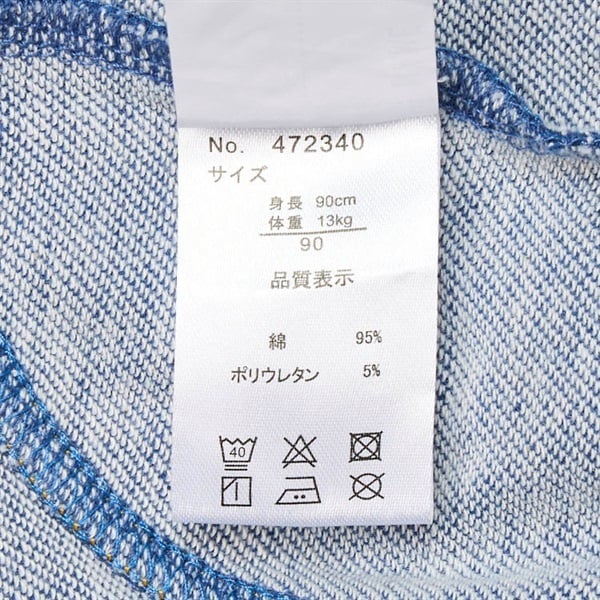 No. 472340
サイズ
身長 90cm
体重 13kg
90
品質表示
綿 95%
ポリウレタン 5%
40